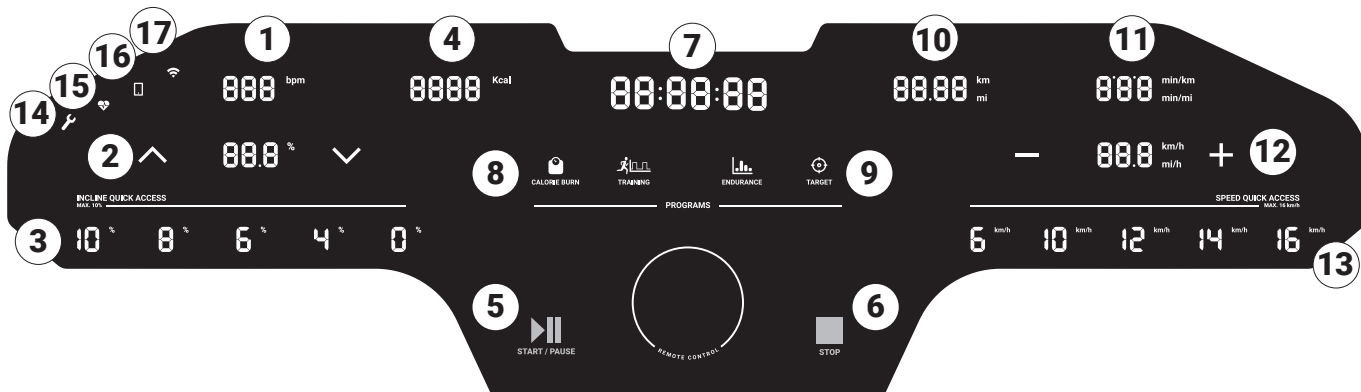 1 4 7 10 11
17
16
15
14
888 bpm
8888 Kcal
88:88:88
88.88 km
mi
888 min/km
min/mi
2 88.8 %
8 9
88.8 km/h
mi/h
12
CALORIE BURN TRAINING ENDURANCE TARGET
PROGRAMS
INCLINE QUICK ACCESS
MAX. 10%
SPEED QUICK ACCESS
MAX. 16 km/h
3 10 % 8 % 6 % 4 % 0 %
6 km/h 10 km/h 12 km/h 14 km/h 16 km/h
13
5 6
START / PAUSE
REMOTE CONTROL
STOP